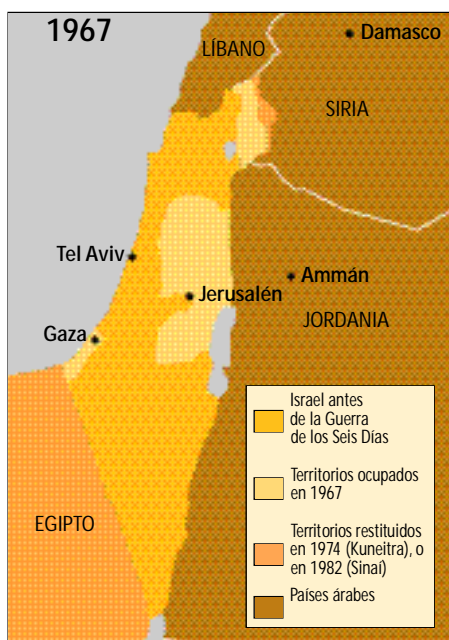 1967
Damasco
LÍBANO
SIRIA
Tel Aviv
Ammán
Jerusalén
JORDANIA
Gaza
EGIPTO
Israel antes
de la Guerra
de los Seis Días
Territorios ocupados
en 1967
Territorios restituidos
en 1974 (Kuneitra), o
en 1982 (Sinaí)
Países árabes